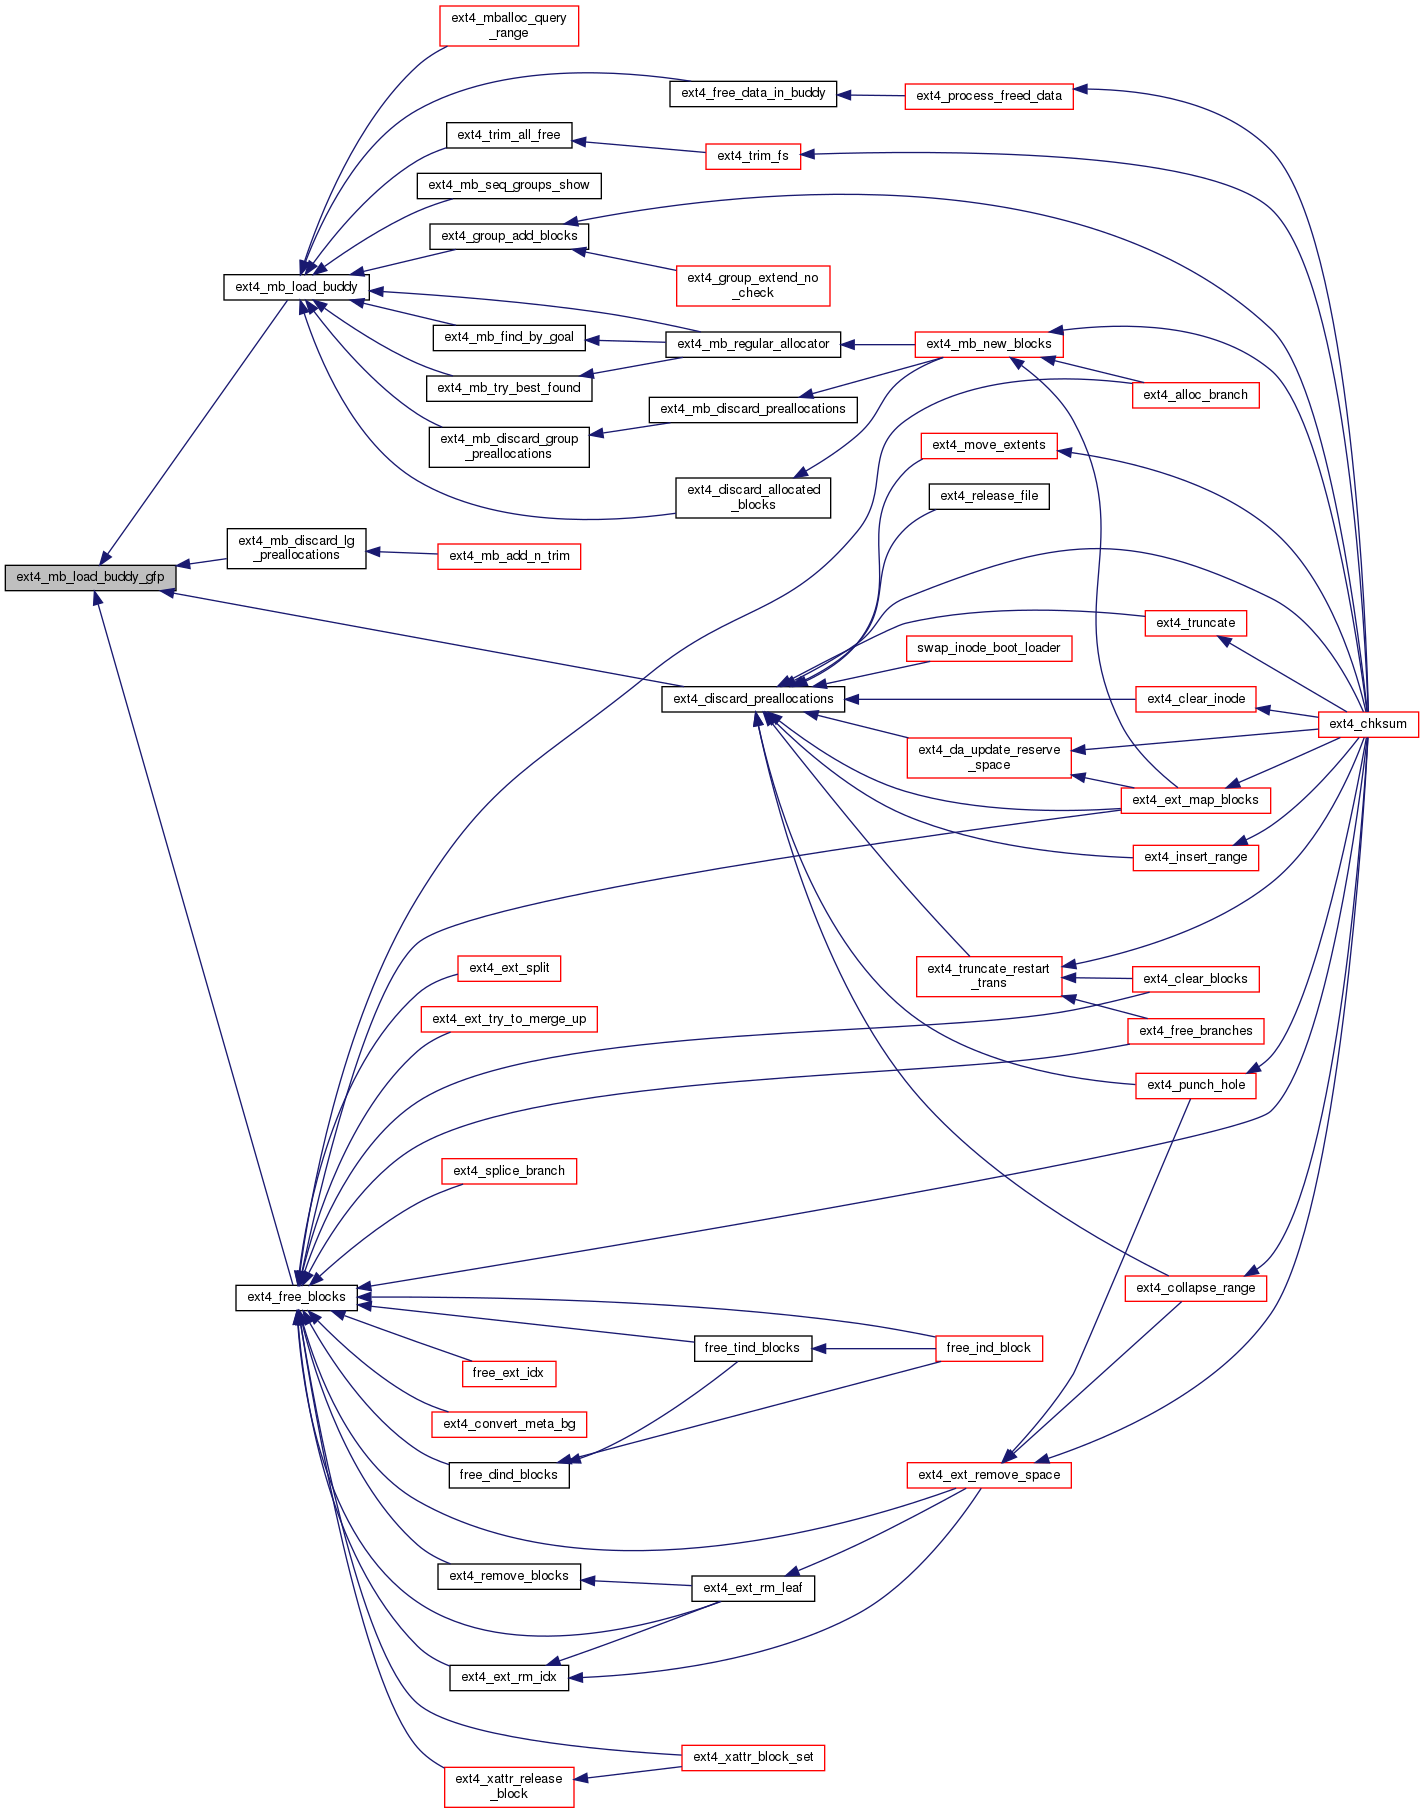 ext4_mballoc_query
_range
ext4_free_data_in_buddy
ext4_process_freed_data
ext4_trim_all_free
ext4_trim_fs
ext4_mb_seq_groups_show
ext4_group_add_blocks
ext4_group_extend_no
_check
ext4_mb_load_buddy
ext4_mb_find_by_goal
ext4_mb_regular_allocator
ext4_mb_new_blocks
ext4_mb_try_best_found
ext4_alloc_branch
ext4_mb_discard_preallocations
ext4_mb_discard_group
_preallocations
ext4_move_extents
ext4_discard_allocated
_blocks
ext4_release_file
ext4_mb_discard_lg
_preallocations
ext4_mb_add_n_trim
ext4_mb_load_buddy_gfp
ext4_truncate
swap_inode_boot_loader
ext4_discard_preallocations
ext4_clear_inode
ext4_chksum
ext4_da_update_reserve
_space
ext4_ext_map_blocks
ext4_insert_range
ext4_ext_split
ext4_truncate_restart
_trans
ext4_clear_blocks
ext4_ext_try_to_merge_up
ext4_free_branches
ext4_punch_hole
ext4_splice_branch
ext4_collapse_range
ext4_free_blocks
free_tind_blocks
free_ind_block
free_ext_idx
ext4_convert_meta_bg
free_dind_blocks
ext4_ext_remove_space
ext4_remove_blocks
ext4_ext_rm_leaf
ext4_ext_rm_idx
ext4_xattr_block_set
ext4_xattr_release
_block